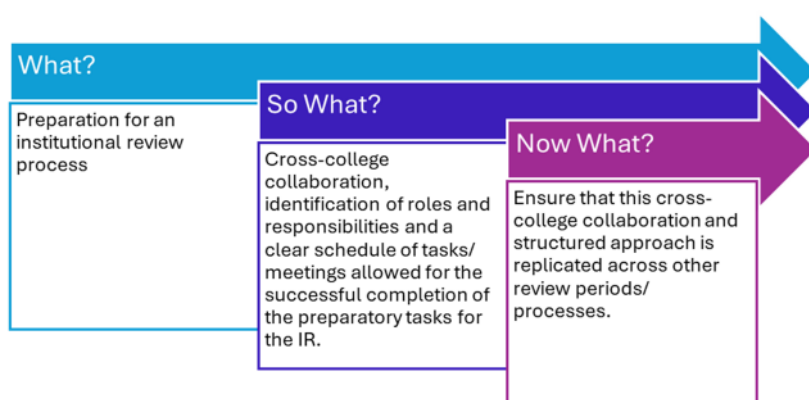 What?
Preparation for an
institutional review
process
So What?
Cross-college
collaboration,
identification of roles and
responsibilities and a
clear schedule of tasks/
meetings allowed for the
successful completion of
the preparatory tasks for
the IR.
Now What?
Ensure that this cross-
college collaboration and
structured approach is
replicated across other
review periods/
processes.